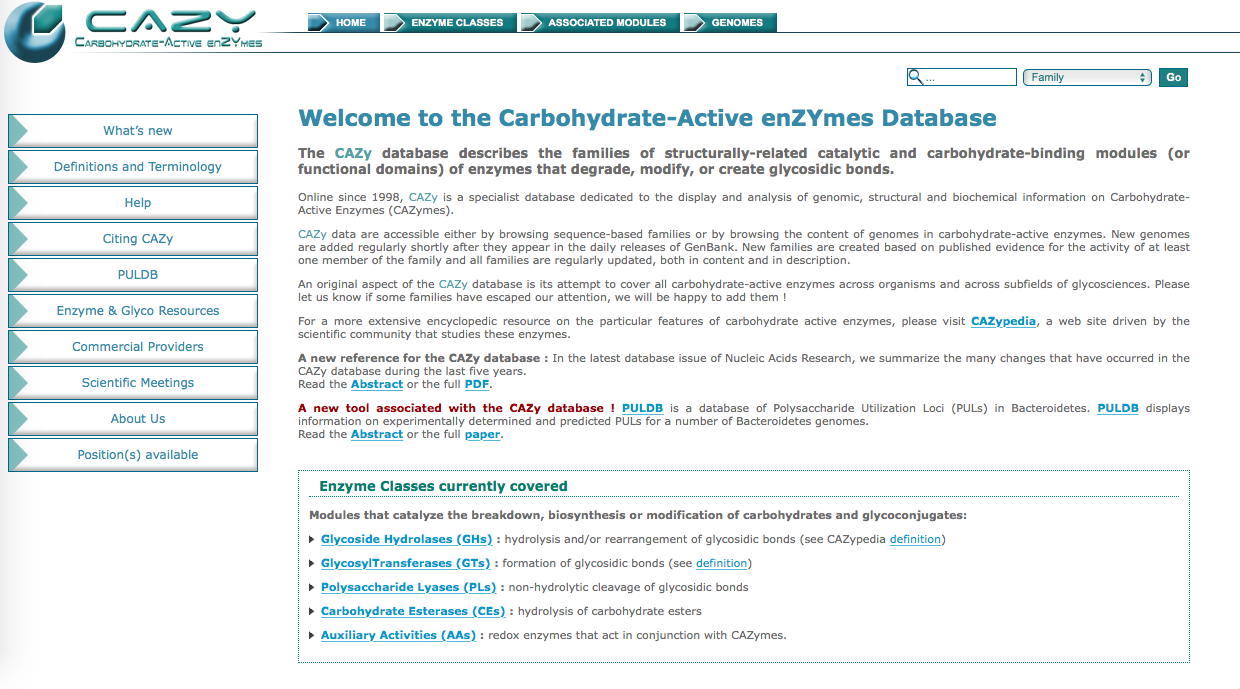 CAZY
CARBOHYDRATE-ACTIVE ENZYMES
HOME
ENZYME CLASSES
ASSOCIATED MODULES
GENOMES
...
Family
Go
What's new
Definitions and Terminology
Help
Citing CAZy
PULDB
Enzyme & Glyco Resources
Commercial Providers
Scientific Meetings
About Us
Position(s) available
Welcome to the Carbohydrate-Active enZYmes Database
The CAZy database describes the families of structurally-related catalytic and carbohydrate-binding modules (or
functional domains) of enzymes that degrade, modify, or create glycosidic bonds.
Online since 1998, CAZy is a specialist database dedicated to the display and analysis of genomic, structural and biochemical information on Carbohydrate-
Active Enzymes (CAZymes).
CAZy data are accessible either by browsing sequence-based families or by browsing the content of genomes in carbohydrate-active enzymes. New genomes
are added regularly shortly after they appear in the daily releases of GenBank. New families are created based on published evidence for the activity of at least
one member of the family and all families are regularly updated, both in content and in description.
An original aspect of the CAZy database is its attempt to cover all carbohydrate-active enzymes across organisms and across subfields of glycosciences. Please
let us know if some families have escaped our attention, we will be happy to add them !
For a more extensive encyclopedic resource on the particular features of carbohydrate active enzymes, please visit CAZypedia, a web site driven by the
scientific community that studies these enzymes.
A new reference for the CAZy database : In the latest database issue of Nucleic Acids Research, we summarize the many changes that have occurred in the
CAZy database during the last five years.
Read the Abstract or the full PDF.
A new tool associated with the CAZy database ! PULDB is a database of Polysaccharide Utilization Loci (PULs) in Bacteroidetes. PULDB displays
information on experimentally determined and predicted PULs for a number of Bacteroidetes genomes.
Read the Abstract or the full paper.
Enzyme Classes currently covered
Modules that catalyze the breakdown, biosynthesis or modification of carbohydrates and glycoconjugates:
Glycoside Hydrolases (GHs) : hydrolysis and/or rearrangement of glycosidic bonds (see CAZypedia definition)
GlycosylTransferases (GTs) : formation of glycosidic bonds (see definition)
Polysaccharide Lyases (PLs) : non-hydrolytic cleavage of glycosidic bonds
Carbohydrate Esterases (CEs) : hydrolysis of carbohydrate esters
Auxiliary Activities (AAs) : redox enzymes that act in conjunction with CAZymes.